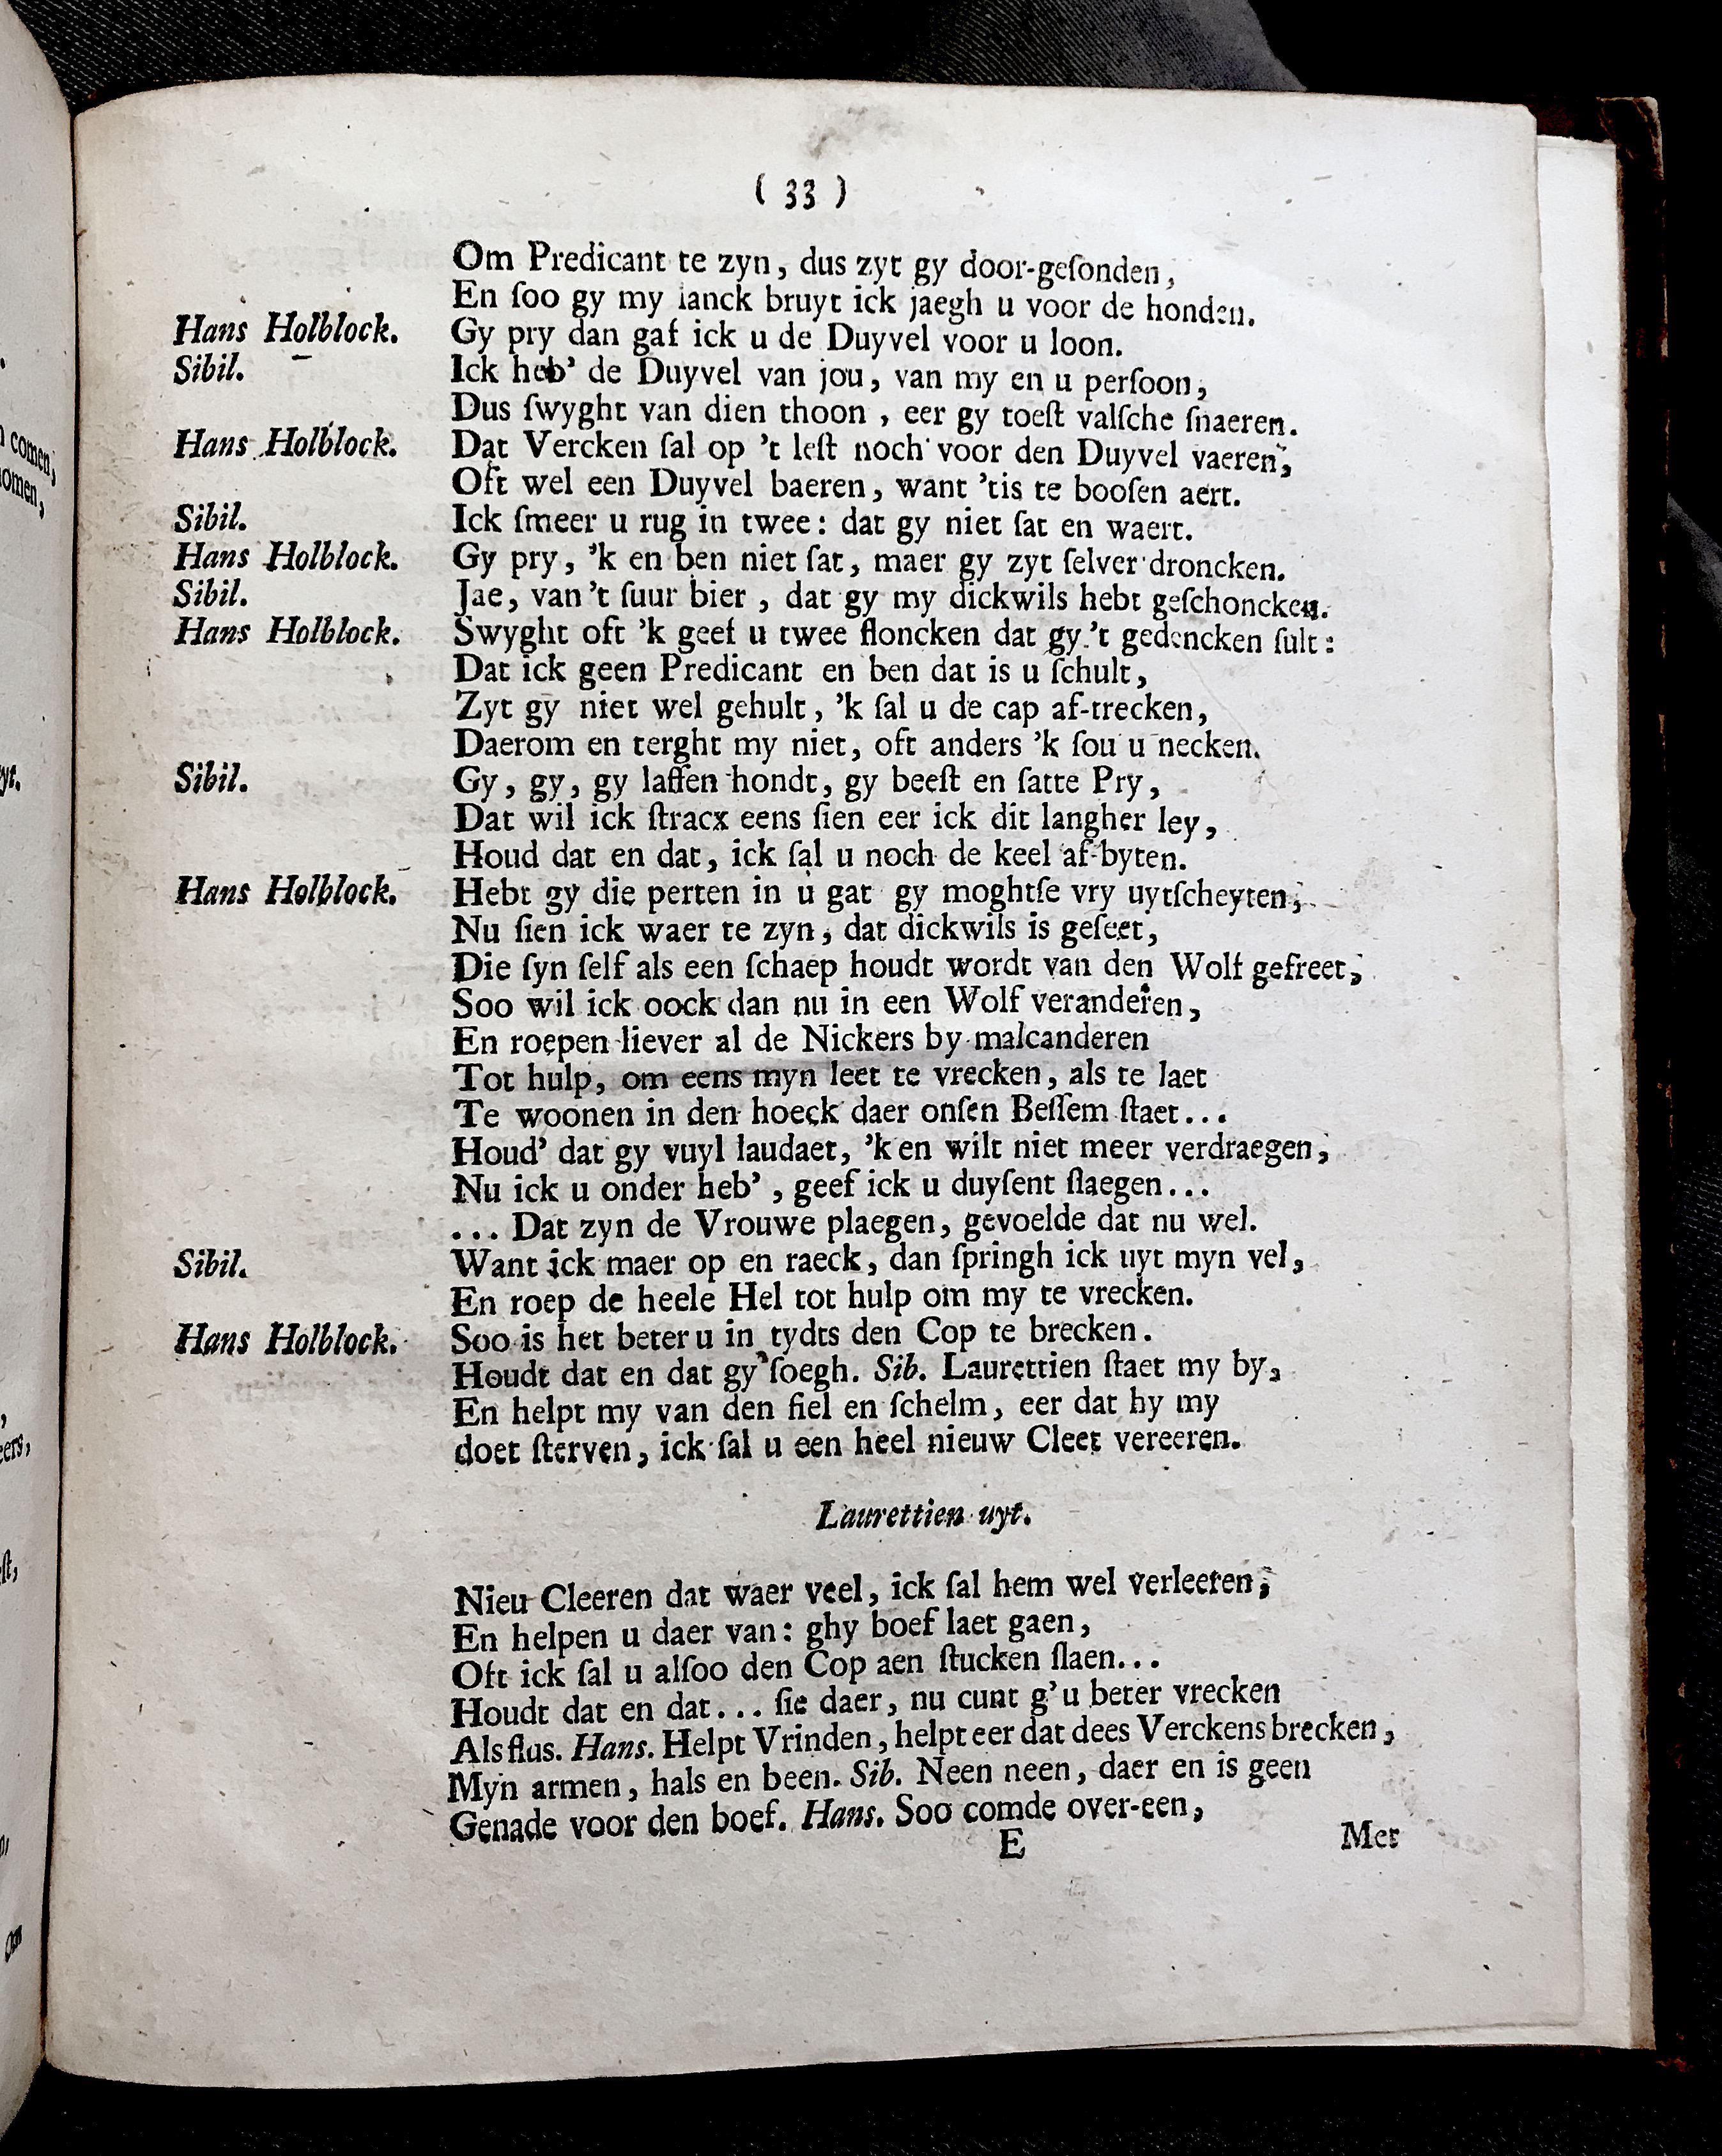 ( 33 )
Om Predicant te zyn, dus zyt gy door-geſonden,
En ſoo gy my lanck bruyt ick jaegh u voor de honden.
Hans Holblock. Gy pry dan gaf ick u de Duyvel voor u loon.
Sibil. Ick heb’ de Duyvel van jou, van my en u perſoon,
Dus ſwyght van dien thoon, eer gy toeſt valſche ſnaeren.
Hans Holblock. Dat Vercken ſal op ’t leſt noch voor den Duyvel vaeren,
Oft wel een Duyvel baeren, want ’tis te booſen aert.
Sibil. Ick ſmeer u rug in twee: dat gy niet ſat en waert.
Hans Holblock. Gy pry, ’k en ben niet ſat, maer gy zyt ſelver droncken.
Sibil. Jae, van ’t ſuur bier, dat gy my dickwils hebt geſchoncken.
Hans Holblock. Swyght oft ’k geef u twee ſloncken dat gy ’t gedencken ſult:
Dat ick geen Predicant en ben dat is u ſchult,
Zyt gy niet wel gehult, ’k ſal u de cap af-trecken,
Daerom en terght my niet, oft anders ’k ſou u necken.
Sibil. Gy, gy, gy laffen hondt, gy beeſt en ſatte Pry,
Dat wil ick ſtracx eens ſien eer ick dit langher ley,
Houd dat en dat, ick ſal u noch de keel af-byten.
Hans Holblock. Hebt gy die perten in u gat gy moghtſe vry uytſcheyten,
Nu ſien ick waer te zyn, dat dickwils is geſeet,
Die ſyn ſelf als een ſchaep houdt wordt van den Wolf gefreet,
Soo wil ick oock dan nu in een Wolf veranderen,
En roepen liever al de Nickers by malcanderen
Tot hulp, om eens myn leet te vrecken, als te laet
Te woonen in den hoeck daer onſen Beſſem ſtaet...
Houd’ dat gy vuyl laudaet, ’k en wilt niet meer verdraegen,
Nu ick u onder heb’, geef ick u duyſent ſlaegen...
... Dat zyn de Vrouwe plaegen, gevoelde dat nu wel.
Sibil. Want ick maer op en raeck, dan ſpringh ick uyt myn vel,
En roep de heele Hel tot hulp om my te vrecken.
Hans Holblock. Soo is het beter u in tydts den Cop te brecken.
Houdt dat en dat gy ſoegh. Sib. Laurettien ſtaet my by,
En helpt my van den fiel en ſchelm, eer dat hy my
doet ſterven, ick ſal u een heel nieuw Cleet vereeren.
Laurettien uyt.
Nieu Cleeren dat waer veel, ick ſal hem wel verleeren,
En helpen u daer van: ghy boef laet gaen,
Oft ick ſal u alſoo den Cop aen ſtucken ſlaen...
Houdt dat en dat... ſie daer, nu cunt g’u beter vrecken
Als flus. Hans. Helpt Vrinden, helpt eer dat dees Verckens brecken,
Myn armen, hals en been. Sib. Neen neen, daer en is geen
Genade voor den boef. Hans. Soo comde over-een,
E Met